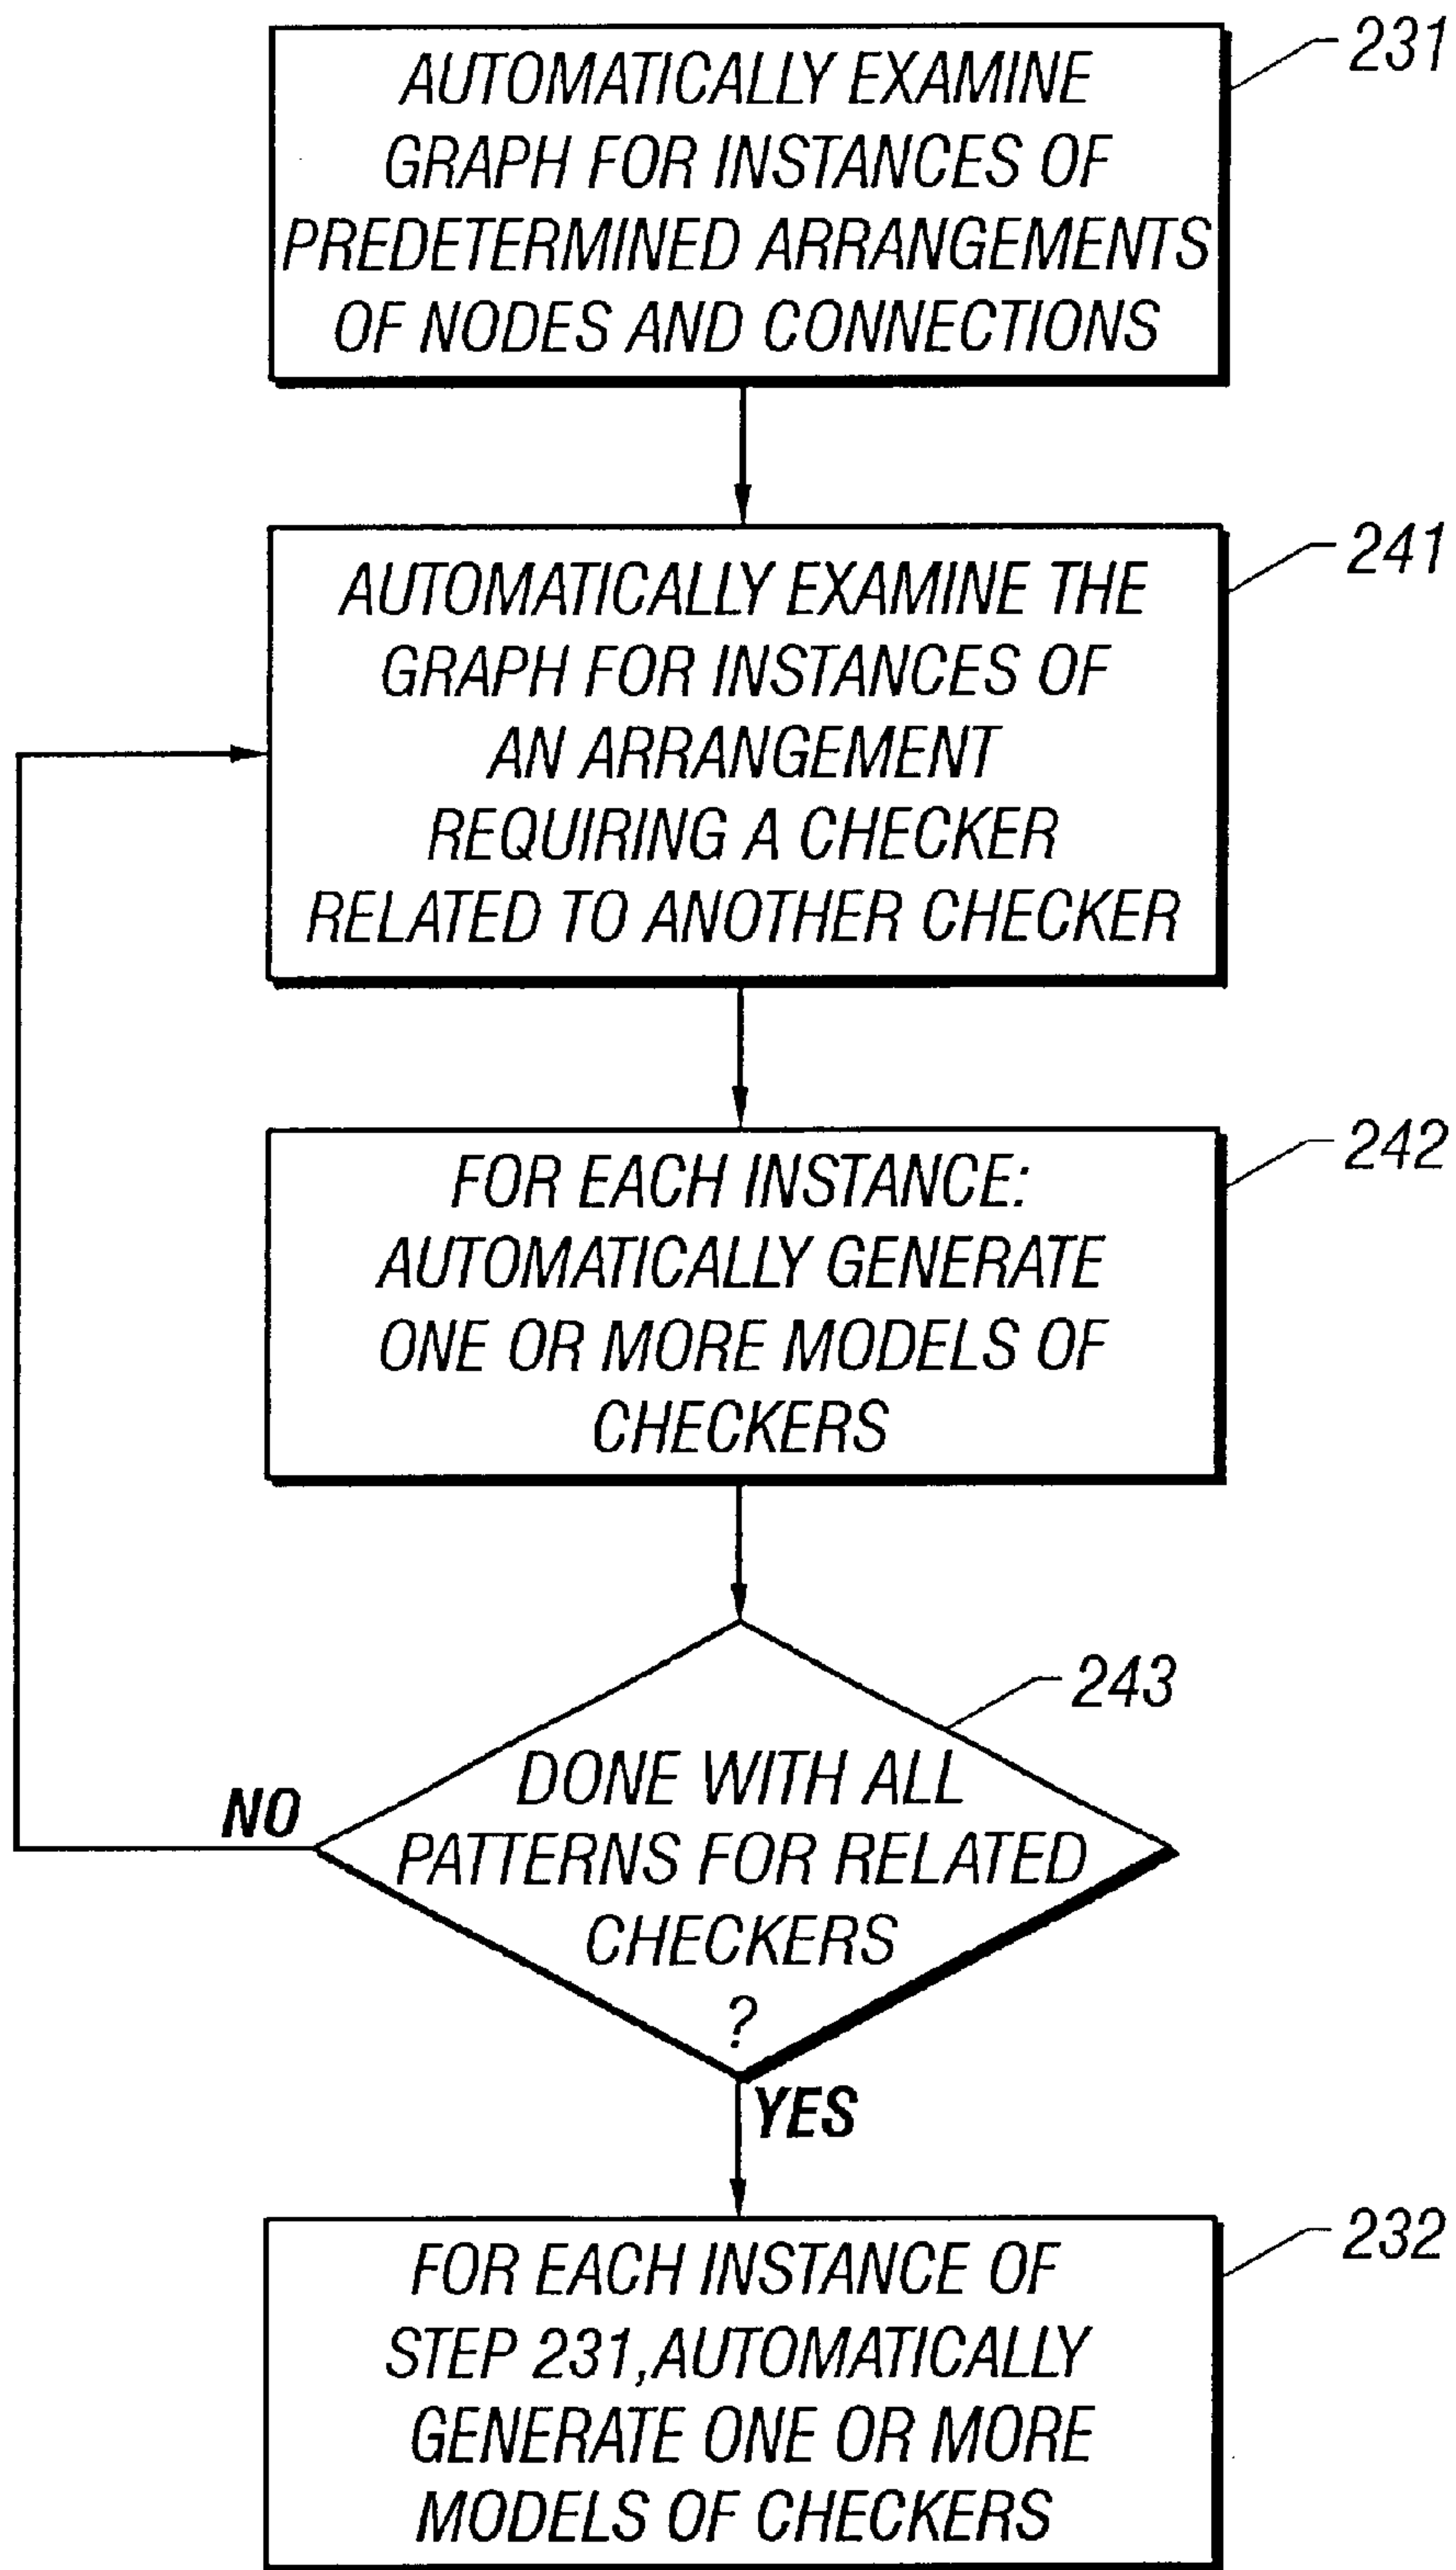 231
AUTOMATICALLY EXAMINE
GRAPH FOR INSTANCES OF
PREDETERMINED ARRANGEMENTS
OF NODES AND CONNECTIONS
241
AUTOMATICALLY EXAMINE THE
GRAPH FOR INSTANCES OF
AN ARRANGEMENT
REQUIRING A CHECKER
RELATED TO ANOTHER CHECKER
242
FOR EACH INSTANCE:
AUTOMATICALLY GENERATE
ONE OR MORE MODELS OF
CHECKERS
243
DONE WITH ALL
PATTERNS FOR RELATED
CHECKERS
?
NO
YES
232
FOR EACH INSTANCE OF
STEP 231, AUTOMATICALLY
GENERATE ONE OR MORE
MODELS OF CHECKERS